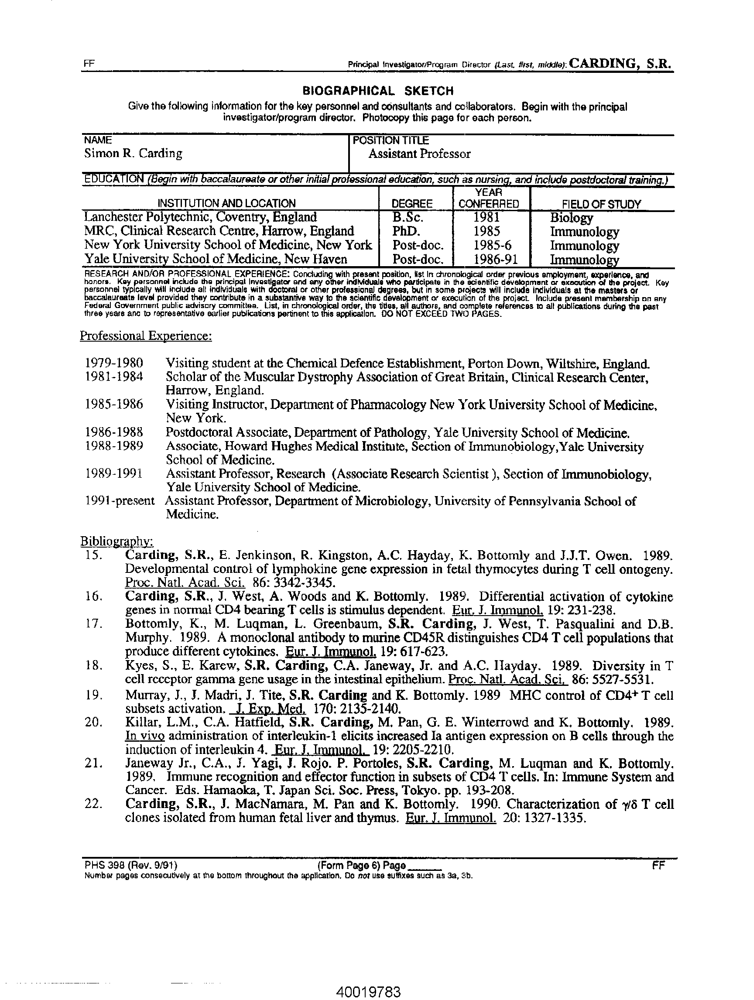 FF
Principal Investigator/Program Director (Last, first, middle): CARDING, S.R.
BIOGRAPHICAL SKETCH
Give the following information for the key personnel and consultants and collaborators. Begin with the principal
investigator/program director. Photocopy this page for each person.
NAME
POSITION TITLE
Simon R. Carding
Assistant Professor
EDUCATION (Begin with baccalaureate or other initial professional education, such as nursing, and include postdoctoral training.)
INSTITUTION AND LOCATION
DEGREE
YEAR
CONFERRED
FIELD OF STUDY
Lanchester Polytechnic, Coventry, England B.Sc. 1981 Biology
MRC, Clinical Research Centre, Harrow, England PhD. 1985 Immunology
New York University School of Medicine, New York Post-doc. 1985-6 Immunology
Yale University School of Medicine, New Haven Post-doc. 1986-91 Immunology
RESEARCH AND/OR PROFESSIONAL EXPERIENCE: Concluding with present position, list in chronological order previous employment, experience, and
honors. Key personnel include the principal investigator and any other individuals who participate in the scientific development or execution of the project. Key
personnel typically will include all individuals with doctoral or other professional degrees, but in some projects will include individuals at the masters or
baccalaureate level provided they contribute in a substantive way to the scientific development or execution of the project. Include present membership on any
Federal Government public advisory committee. List, in chronological order, the titles, all authors, and complete references to all publications during the past
three years and to representative earlier publications pertinent to this application. DO NOT EXCEED TWO PAGES.
Professional Experience:
1979-1980 Visiting student at the Chemical Defence Establishment, Porton Down, Wiltshire, England.
1981-1984 Scholar of the Muscular Dystrophy Association of Great Britain, Clinical Research Center,
Harrow, England.
1985-1986 Visiting Instructor, Department of Pharmacology New York University School of Medicine,
New York.
1986-1988 Postdoctoral Associate, Department of Pathology, Yale University School of Medicine.
1988-1989 Associate, Howard Hughes Medical Institute, Section of Immunobiology,Yale University
School of Medicine.
1989-1991 Assistant Professor, Research (Associate Research Scientist ), Section of Immunobiology,
Yale University School of Medicine.
1991-present Assistant Professor, Department of Microbiology, University of Pennsylvania School of
Medicine.
Bibliography:
15. Carding, S.R., E. Jenkinson, R. Kingston, A.C. Hayday, K. Bottomly and J.J.T. Owen. 1989.
Developmental control of lymphokine gene expression in fetal thymocytes during T cell ontogeny.
Proc. Natl. Acad. Sci. 86: 3342-3345.
16. Carding, S.R., J. West, A. Woods and K. Bottomly. 1989. Differential activation of cytokine
genes in normal CD4 bearing T cells is stimulus dependent. Eur. J. Immunol. 19: 231-238.
17. Bottomly, K., M. Luqman, L. Greenbaum, S.R. Carding, J. West, T. Pasqualini and D.B.
Murphy. 1989. A monoclonal antibody to murine CD45R distinguishes CD4 T cell populations that
produce different cytokines. Eur. J. Immunol. 19: 617-623.
18. Kyes, S., E. Karew, S.R. Carding, C.A. Janeway, Jr. and A.C. Hayday. 1989. Diversity in T
cell receptor gamma gene usage in the intestinal epithelium. Proc. Natl. Acad. Sci. 86: 5527-5531.
19. Murray, J., J. Madri, J. Tite, S.R. Carding and K. Bottomly. 1989 MHC control of CD4+ T cell
subsets activation. J. Exp. Med. 170: 2135-2140.
20. Killar, L.M., C.A. Hatfield, S.R. Carding, M. Pan, G. E. Winterrowd and K. Bottomly. 1989.
In vivo administration of interleukin-1 elicits increased Ia antigen expression on B cells through the
induction of interleukin 4. Eur. J. Immunol. 19: 2205-2210.
21. Janeway Jr., C.A., J. Yagi, J. Rojo. P. Portoles, S.R. Carding, M. Luqman and K. Bottomly.
1989. Immune recognition and effector function in subsets of CD4 T cells. In: Immune System and
Cancer. Eds. Hamaoka, T. Japan Sci. Soc. Press, Tokyo. pp. 193-208.
22. Carding, S.R., J. MacNamara, M. Pan and K. Bottomly. 1990. Characterization of γ/δ T cell
clones isolated from human fetal liver and thymus. Eur. J. Immunol. 20: 1327-1335.
PHS 398 (Rev. 9/91) (Form Page 6) Page ______ FF
Number pages consecutively at the bottom throughout the application. Do not use suffixes such as 3a, 3b.
40019783